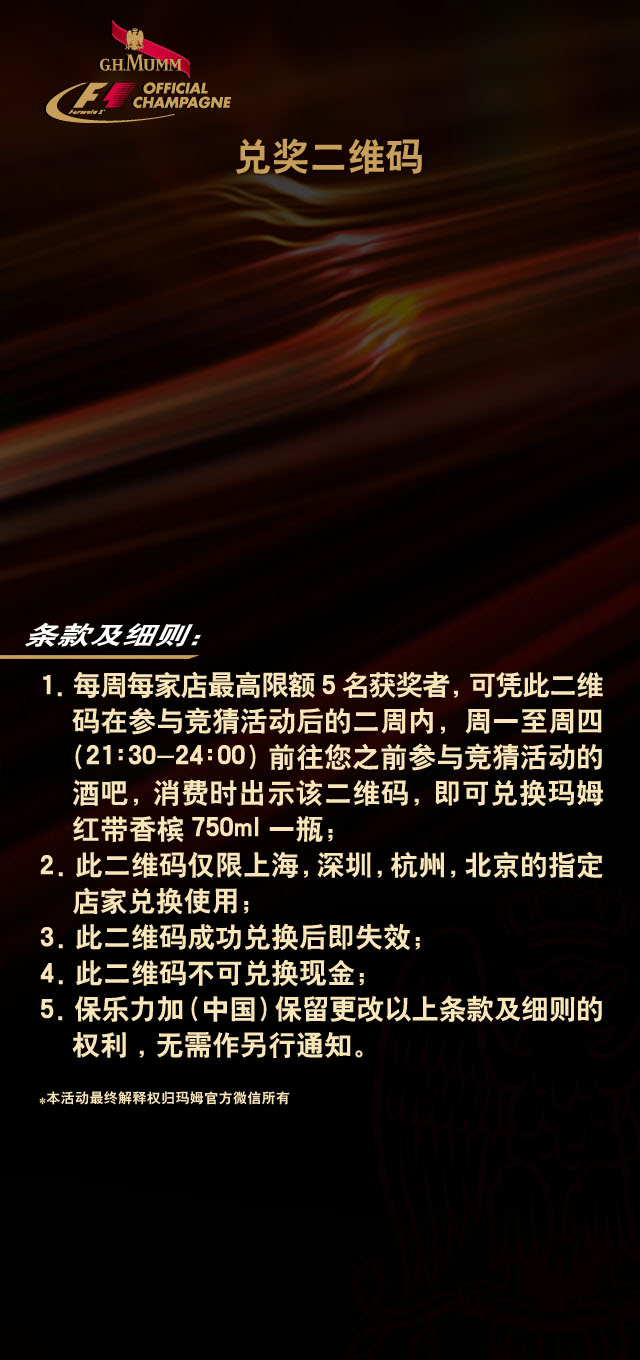 G.H.MUMM
F1 OFFICIAL
Formula 1 CHAMPAGNE
兑奖二维码
条款及细则:
1. 每周每家店最高限额 5 名获奖者, 可凭此二维
码在参与竞猜活动后的二周内, 周一至周四
(21:30—24:00) 前往您之前参与竞猜活动的
酒吧, 消费时出示该二维码, 即可兑换玛姆
红带香槟 750ml 一瓶;
2. 此二维码仅限上海, 深圳, 杭州, 北京的指定
店家兑换使用;
3. 此二维码成功兑换后即失效;
4. 此二维码不可兑换现金;
5. 保乐力加(中国)保留更改以上条款及细则的
权利 , 无需作另行通知。
*本活动最终解释权归玛姆官方微信所有